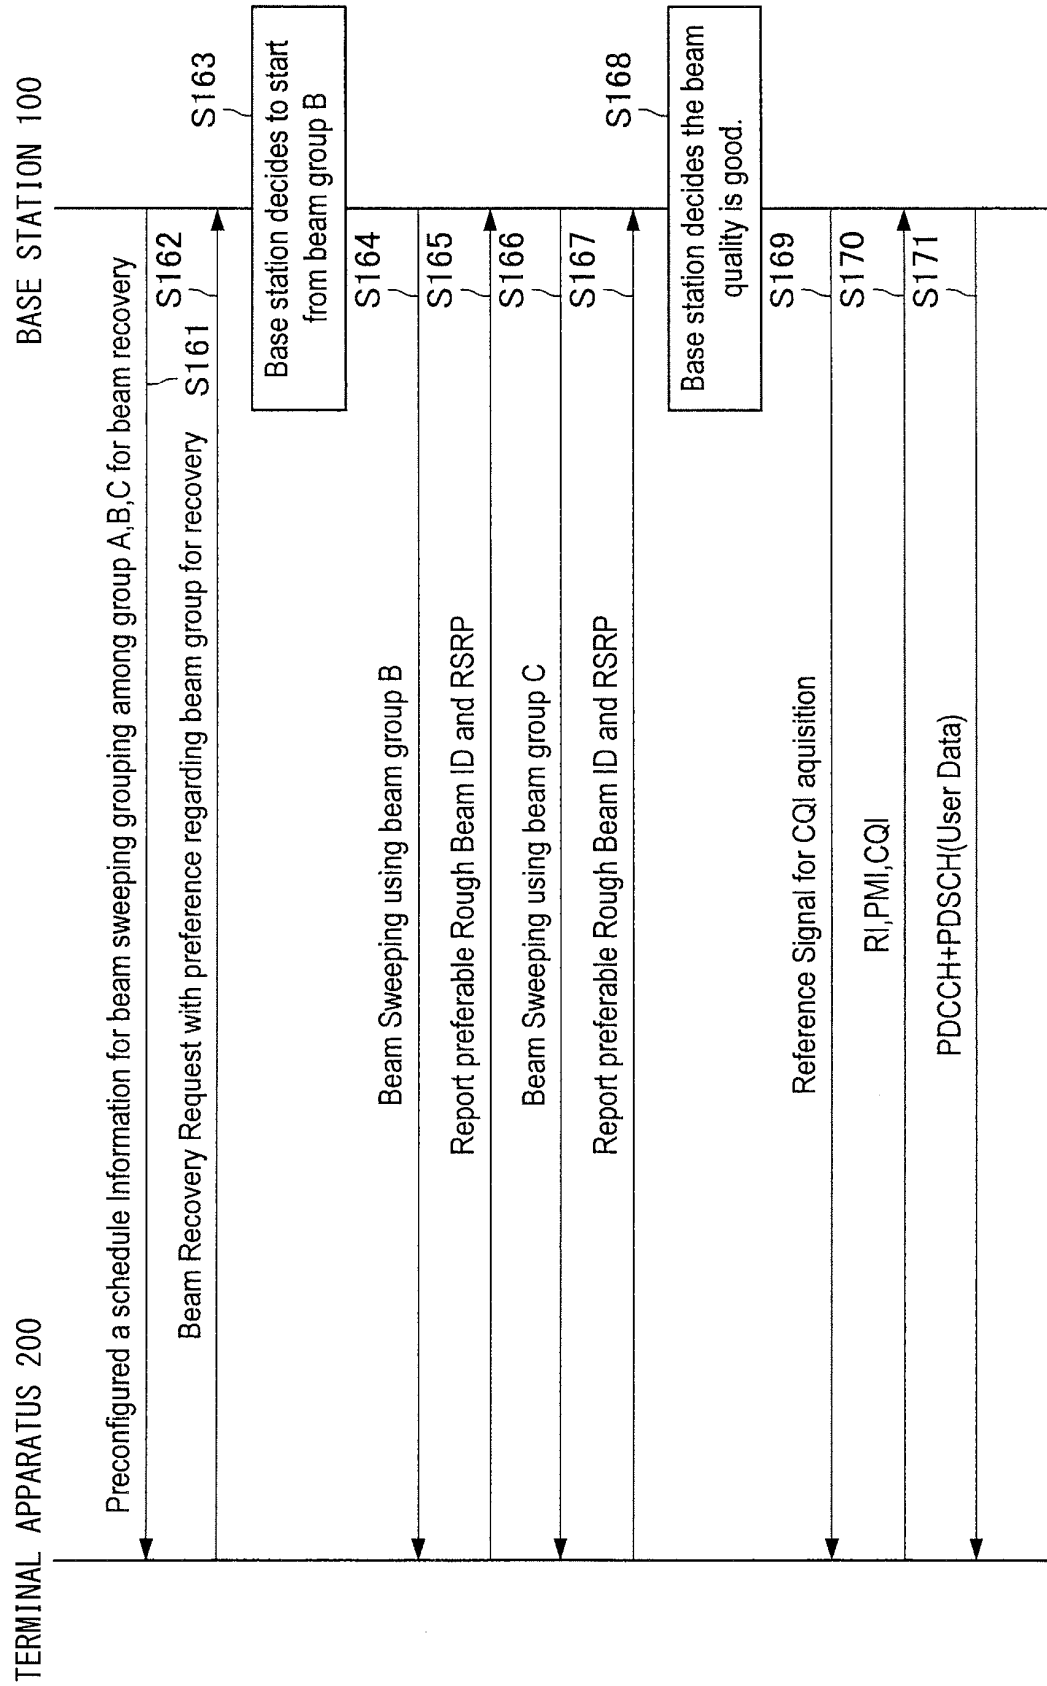 TERMINAL APPARATUS 200
BASE STATION 100
Preconfigured a schedule Information for beam sweeping grouping among group A,B,C for beam recovery
S161
Beam Recovery Request with preference regarding beam group for recovery
S162
S163
Base station decides to start
from beam group B
Beam Sweeping using beam group B
S164
Report preferable Rough Beam ID and RSRP
S165
Beam Sweeping using beam group C
S166
Report preferable Rough Beam ID and RSRP
S167
S168
Base station decides the beam
quality is good.
Reference Signal for CQI aquisition
S169
RI,PMI,CQI
S170
PDCCH+PDSCH(User Data)
S171